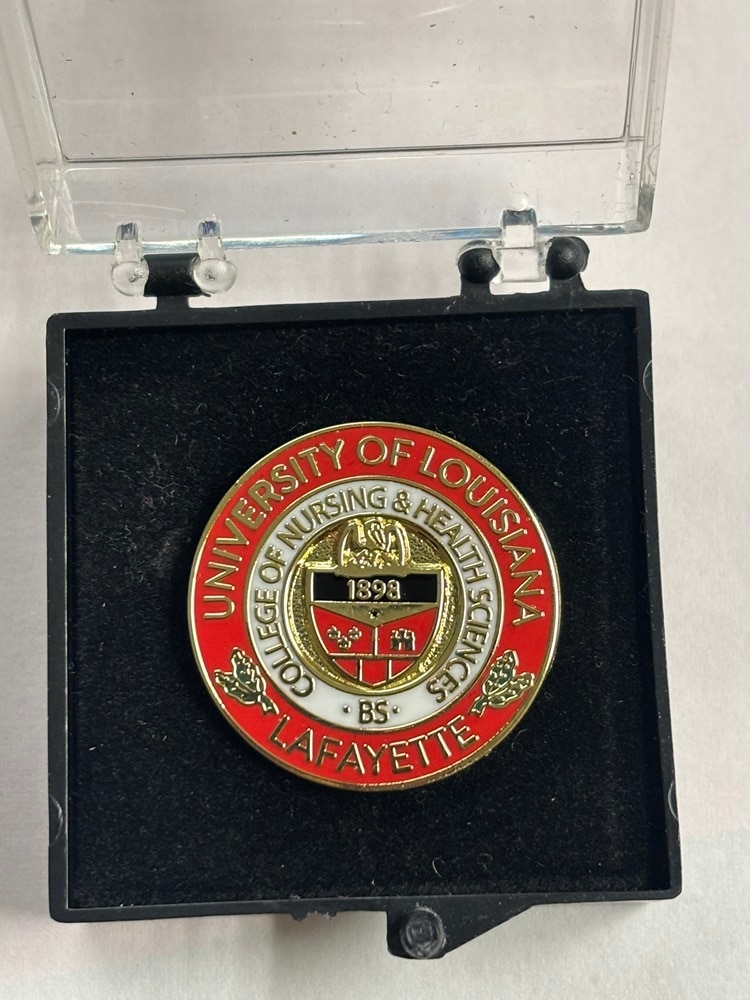 UNIVERSITY OF LOUISIANA
LAFAYETTE
COLLEGE OF NURSING & HEALTH SCIENCES
· BS ·
1898